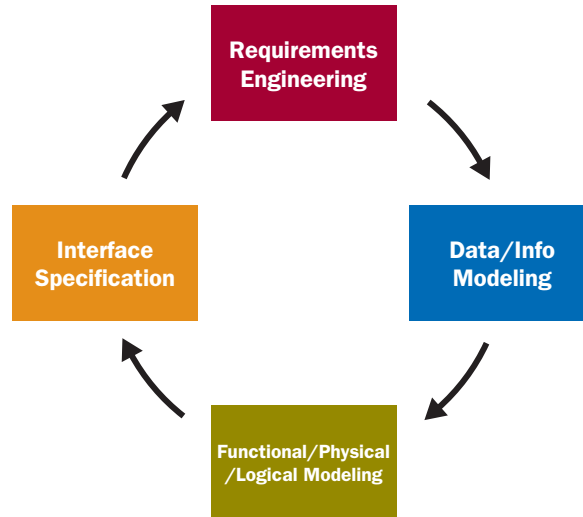 Requirements
Engineering
Interface
Specification
Data/Info
Modeling
Functional/Physical
/Logical Modeling